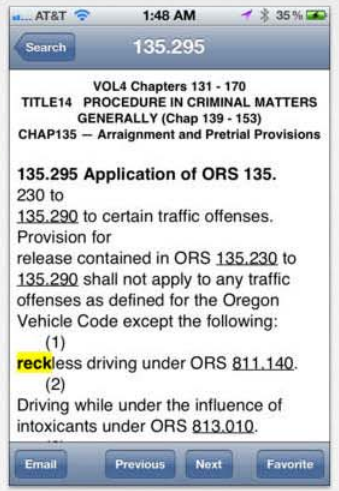 AT&T 1:48 AM 35%
Search 135.295
VOL4 Chapters 131 - 170
TITLE14 PROCEDURE IN CRIMINAL MATTERS
GENERALLY (Chap 139 - 153)
CHAP135 — Arraignment and Pretrial Provisions
135.295 Application of ORS 135.
230 to
135.290 to certain traffic offenses.
Provision for
release contained in ORS 135.230 to
135.290 shall not apply to any traffic
offenses as defined for the Oregon
Vehicle Code except the following:
(1)
reckless driving under ORS 811.140.
(2)
Driving while under the influence of
intoxicants under ORS 813.010.
Email Previous Next Favorite